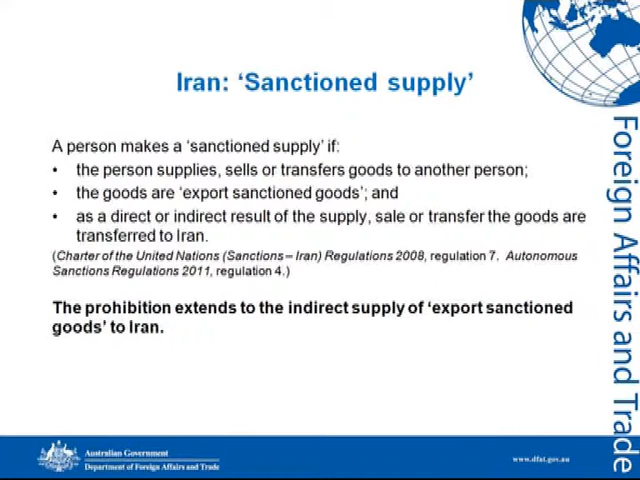 Iran: ‘Sanctioned supply’
A person makes a ‘sanctioned supply’ if:
• the person supplies, sells or transfers goods to another person;
• the goods are ‘export sanctioned goods’; and
• as a direct or indirect result of the supply, sale or transfer the goods are
transferred to Iran.
(Charter of the United Nations (Sanctions – Iran) Regulations 2008, regulation 7. Autonomous
Sanctions Regulations 2011, regulation 4.)
The prohibition extends to the indirect supply of ‘export sanctioned
goods’ to Iran.
Foreign Affairs and Trade
Australian Government
Department of Foreign Affairs and Trade
www.dfat.gov.au